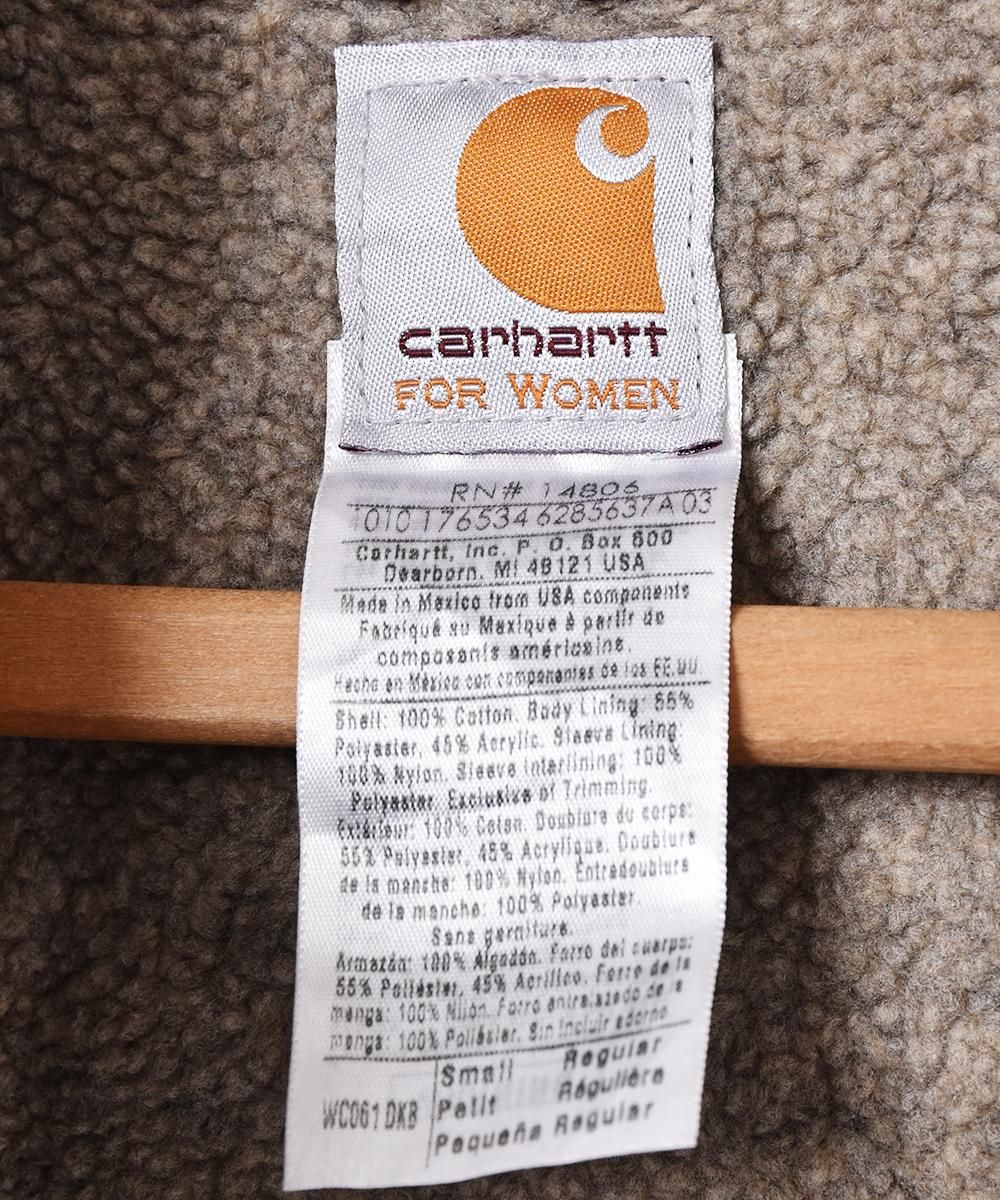 carhartt
FOR WOMEN
RN# 14806
1010176534 6285637A 03
Carhartt, Inc. P. O. Box 600
Dearborn, MI 48121 USA
Made in Mexico from USA components
Fabriqué au Mexique à partir de
composants américains.
Hecho en México con componentes de los EE.UU.
Shell: 100% Cotton. Body Lining: 55%
Polyester, 45% Acrylic. Sleeve Lining:
100% Nylon. Sleeve Interlining: 100%
Polyester. Exclusive of Trimming.
Extérieur: 100% Coton. Doublure du corps:
55% Polyester, 45% Acrylique. Doublure
de la manche: 100% Nylon. Entredoublure
de la manche: 100% Polyester.
Sans garniture.
Armazón: 100% Algodón. Forro del cuerpo:
55% Poliéster, 45% Acrílico. Forro de la
manga: 100% Nilón. Forro entrelazado de la
manga: 100% Poliéster. Sin incluir adorno
WC061 DKB
Small Regular
Petit Régulière
Pequeña Regular